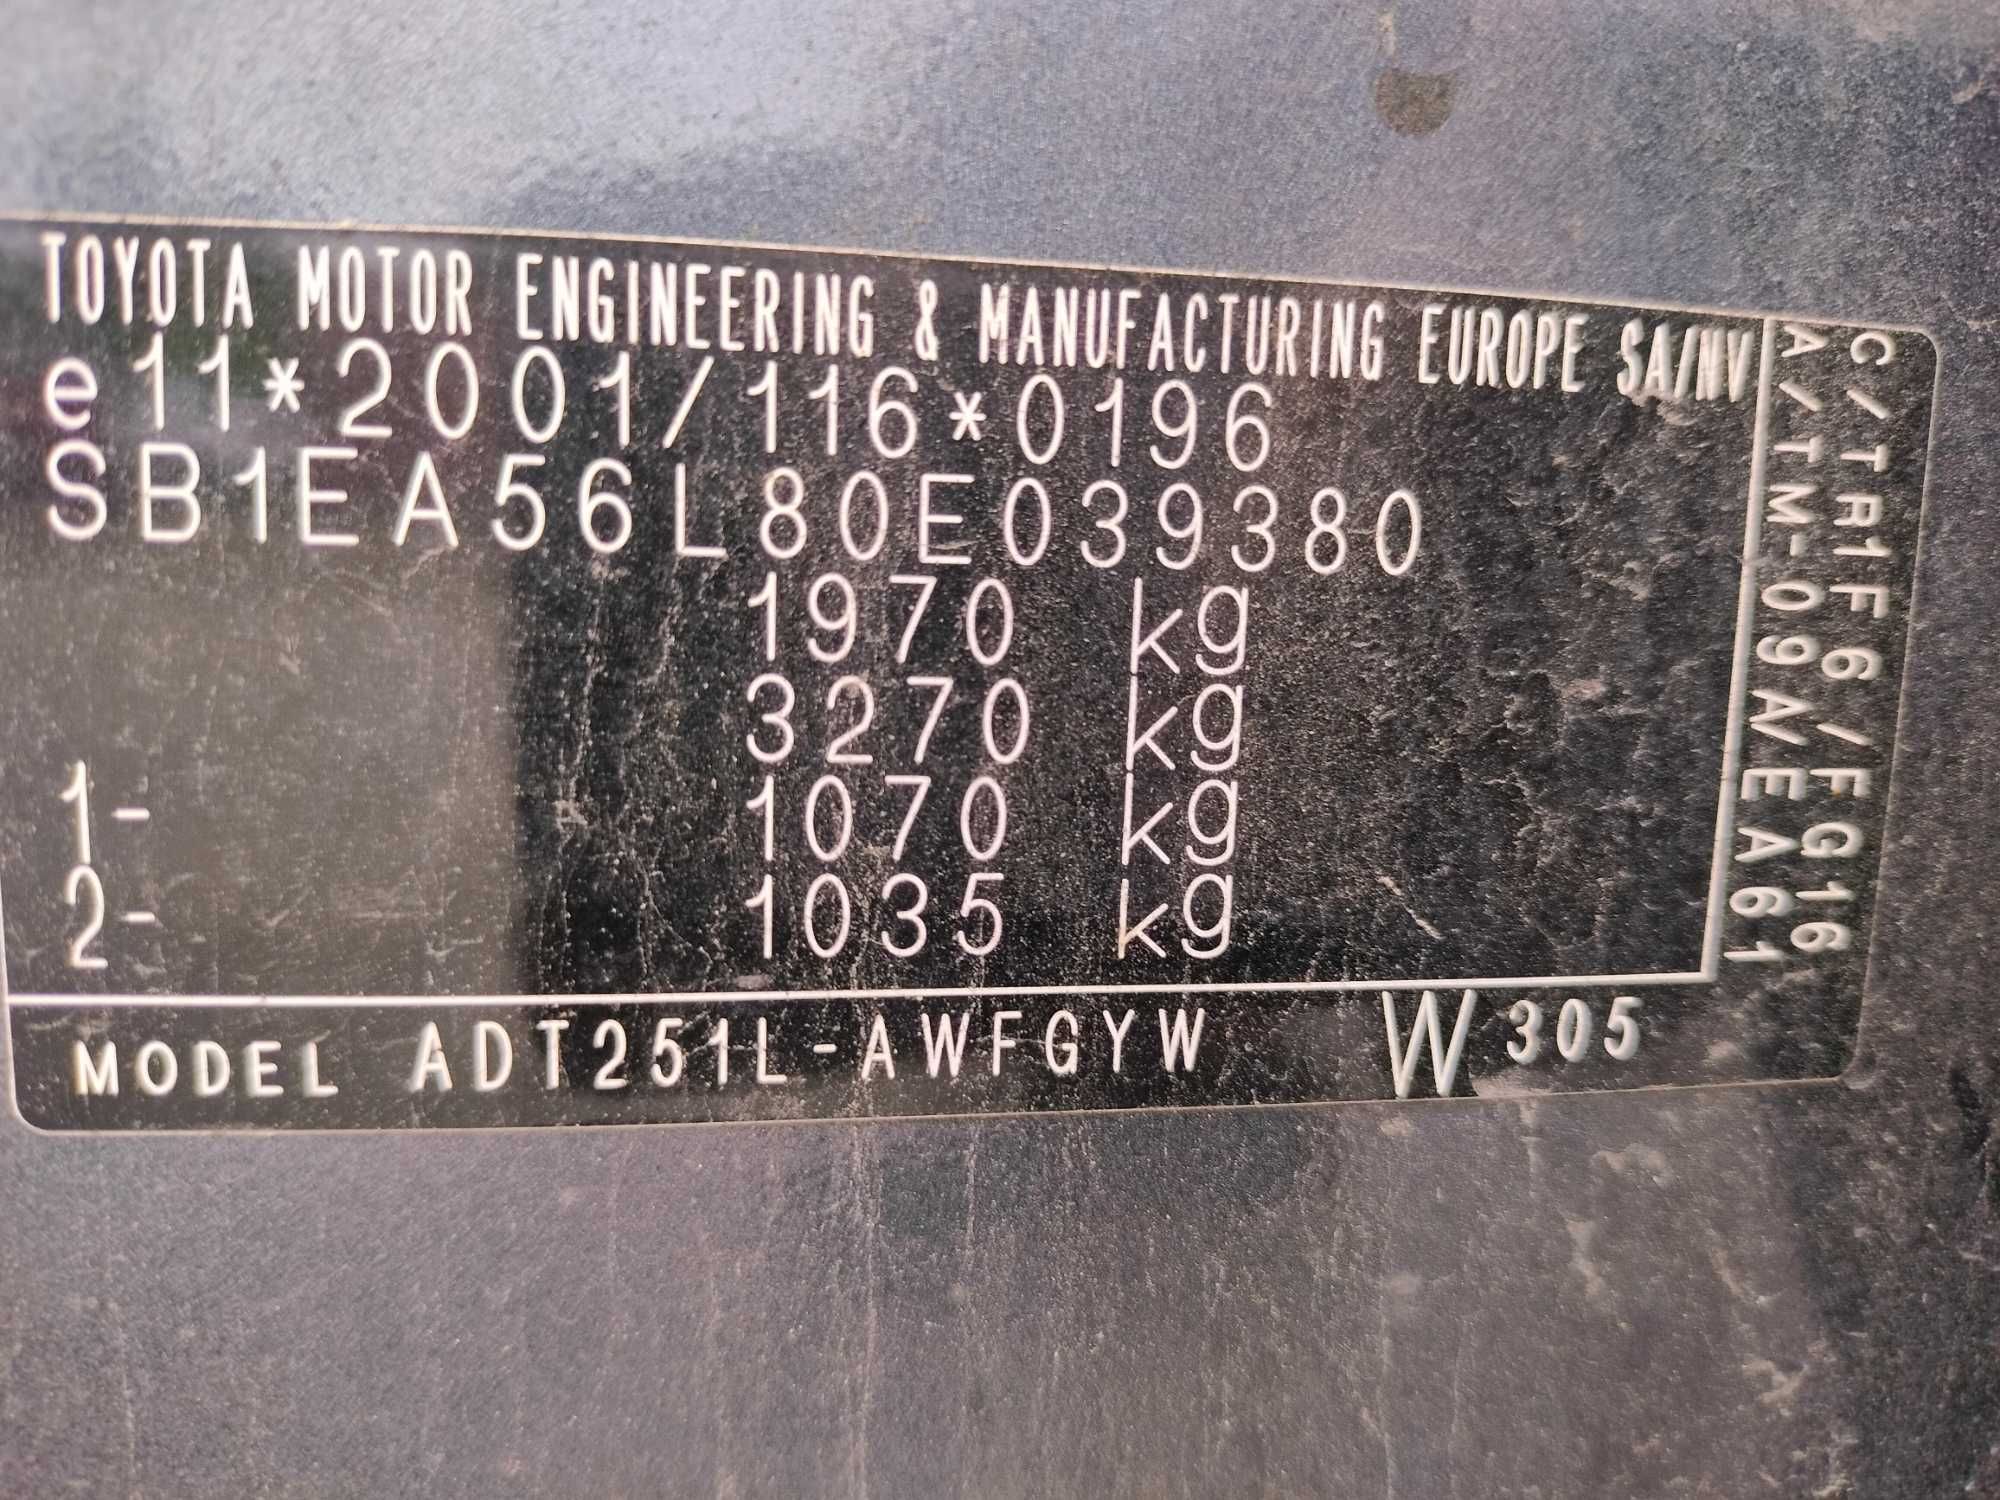 TOYOTA MOTOR ENGINEERING & MANUFACTURING EUROPE SA/NV
e11*2001/116*0196
SB1EA56L80E039380
1970 kg
3270 kg
1- 1070 kg
2- 1035 kg
MODEL ADT251L-AWFGYW W305
C/TR1F6/FG16
A/TM-09A/EA61